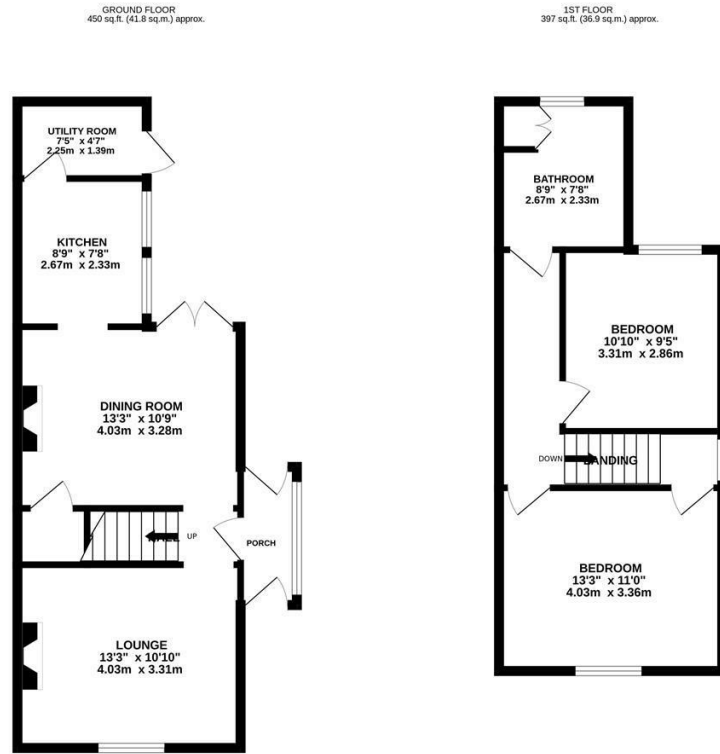 GROUND FLOOR
450 sq.ft. (41.8 sq.m.) approx.
UTILITY ROOM
7'5" x 4'7"
2.25m x 1.39m
KITCHEN
8'9" x 7'8"
2.67m x 2.33m
DINING ROOM
13'3" x 10'9"
4.03m x 3.28m
HALL
UP
PORCH
LOUNGE
13'3" x 10'10"
4.03m x 3.31m
1ST FLOOR
397 sq.ft. (36.9 sq.m.) approx.
BATHROOM
8'9" x 7'8"
2.67m x 2.33m
BEDROOM
10'10" x 9'5"
3.31m x 2.86m
DOWN
LANDING
BEDROOM
13'3" x 11'0"
4.03m x 3.36m